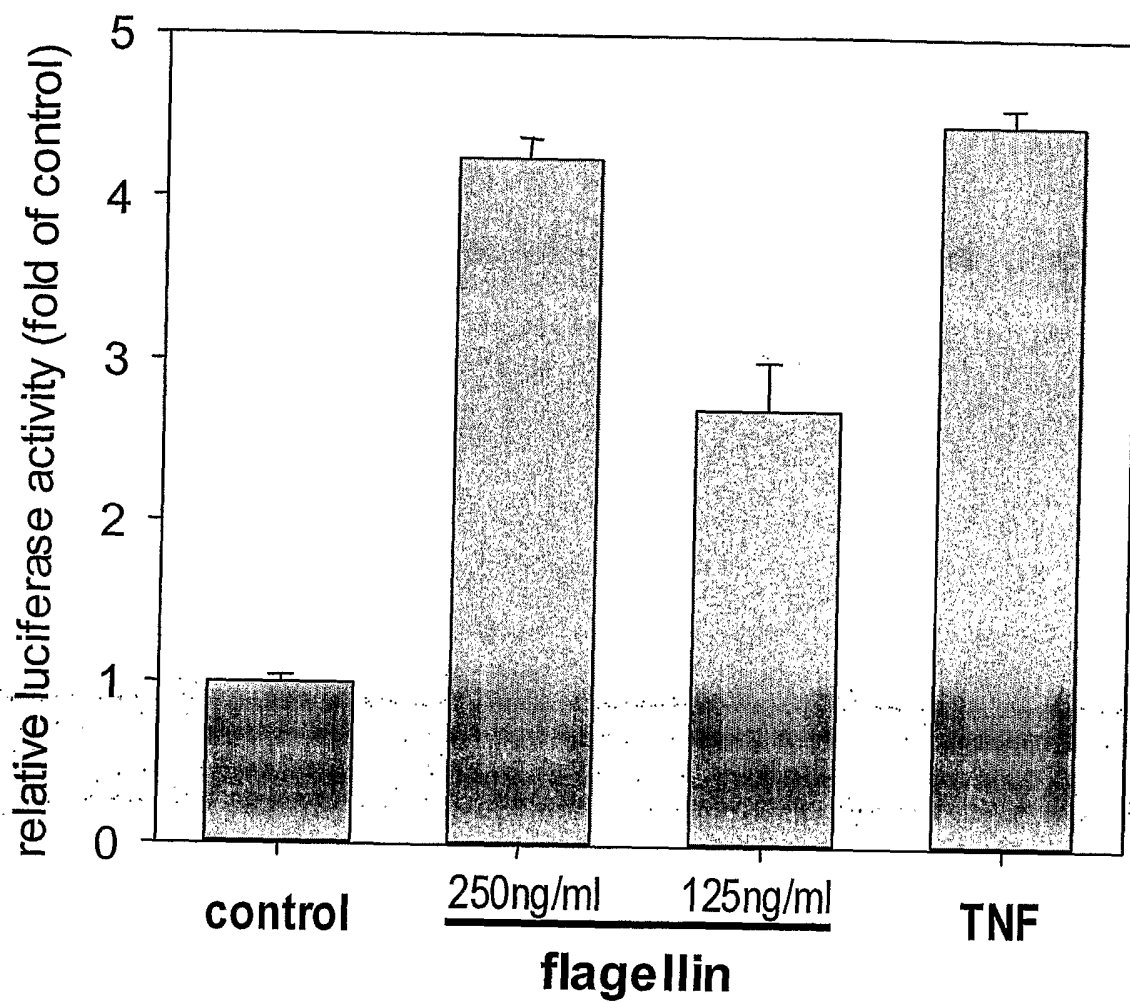 relative luciferase activity (fold of control)
5
4
3
2
1
0
control
250ng/ml
125ng/ml
TNF
flagellin